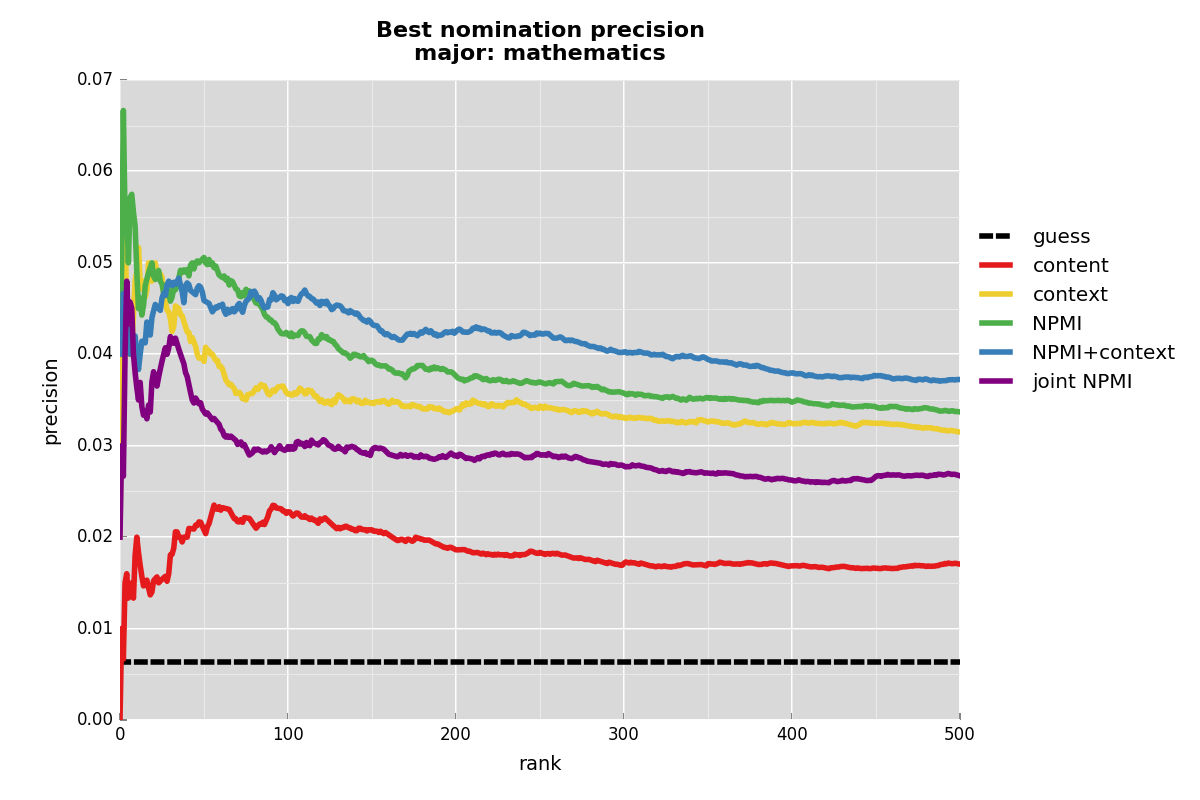 Best nomination precision
major: mathematics
precision
0.07
0.06
0.05
0.04
0.03
0.02
0.01
0.00
0
100
200
300
400
500
rank
guess
content
context
NPMI
NPMI+context
joint NPMI